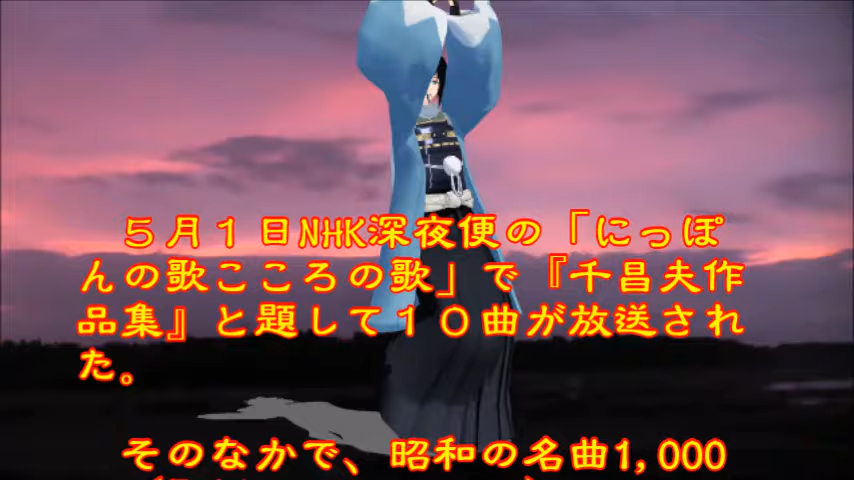 ５月１日NHK深夜便の「にっぽ
んの歌こころの歌」で『千昌夫作
品集』と題して１０曲が放送され
た。
そのなかで、昭和の名曲1,000